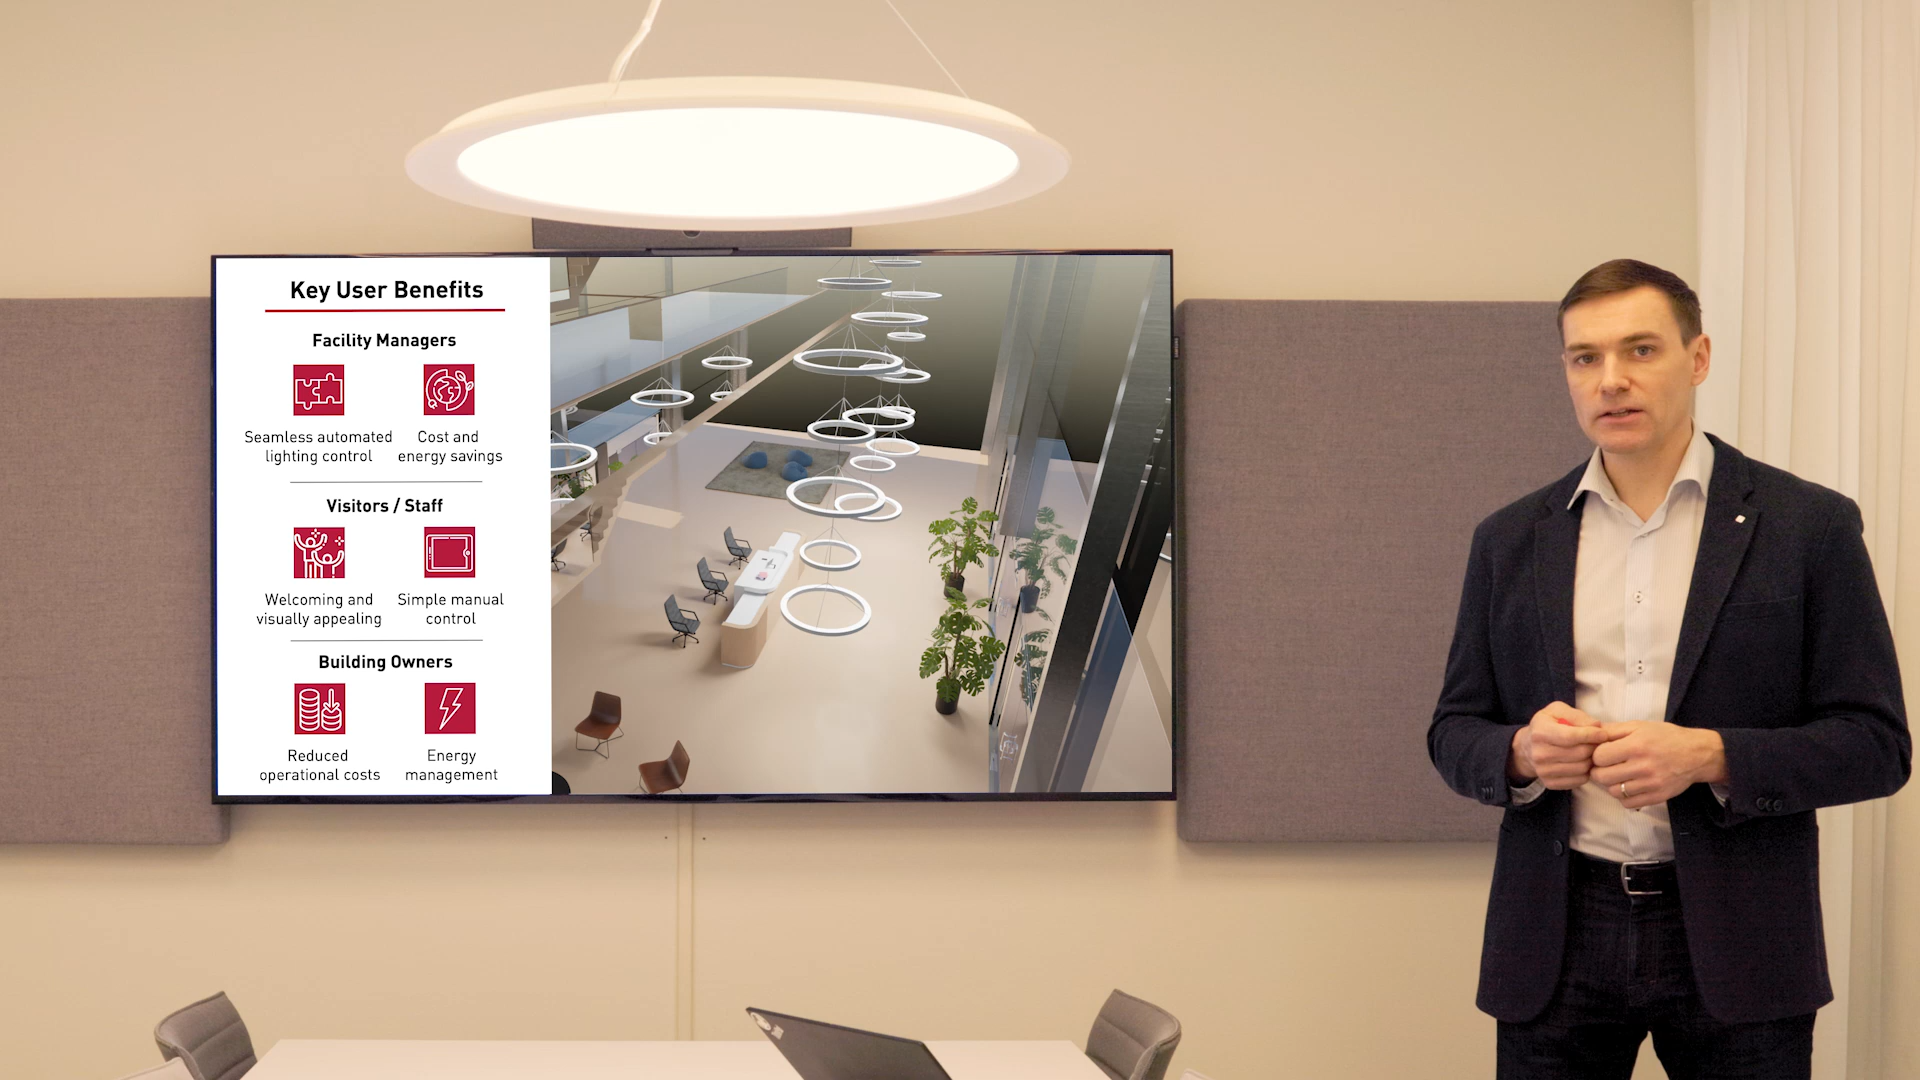 Key User Benefits
Facility Managers
Seamless automated
lighting control
Cost and
energy savings
Visitors / Staff
Welcoming and
visually appealing
Simple manual
control
Building Owners
Reduced
operational costs
Energy
management